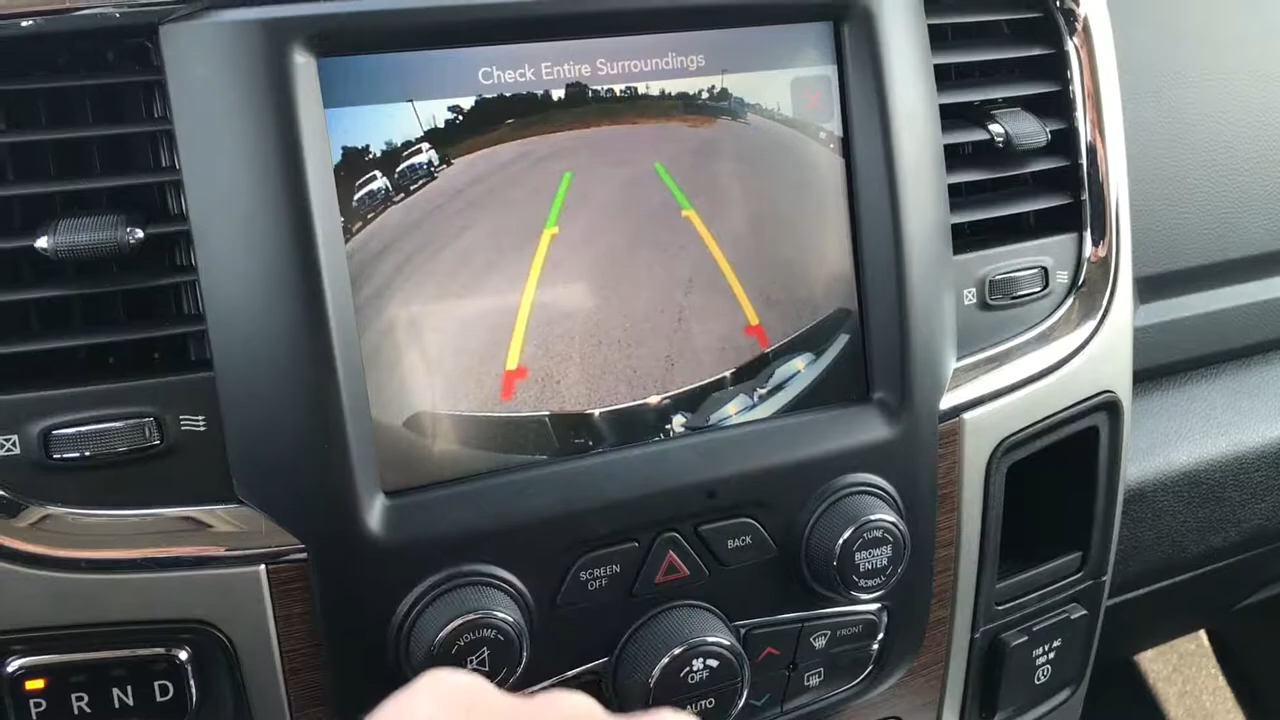 Check Entire Surroundings
TUNE
BROWSE
ENTER
SCROLL
BACK
SCREEN
OFF
VOLUME
FRONT
OFF
AUTO
115 V AC
150 W
P R N D